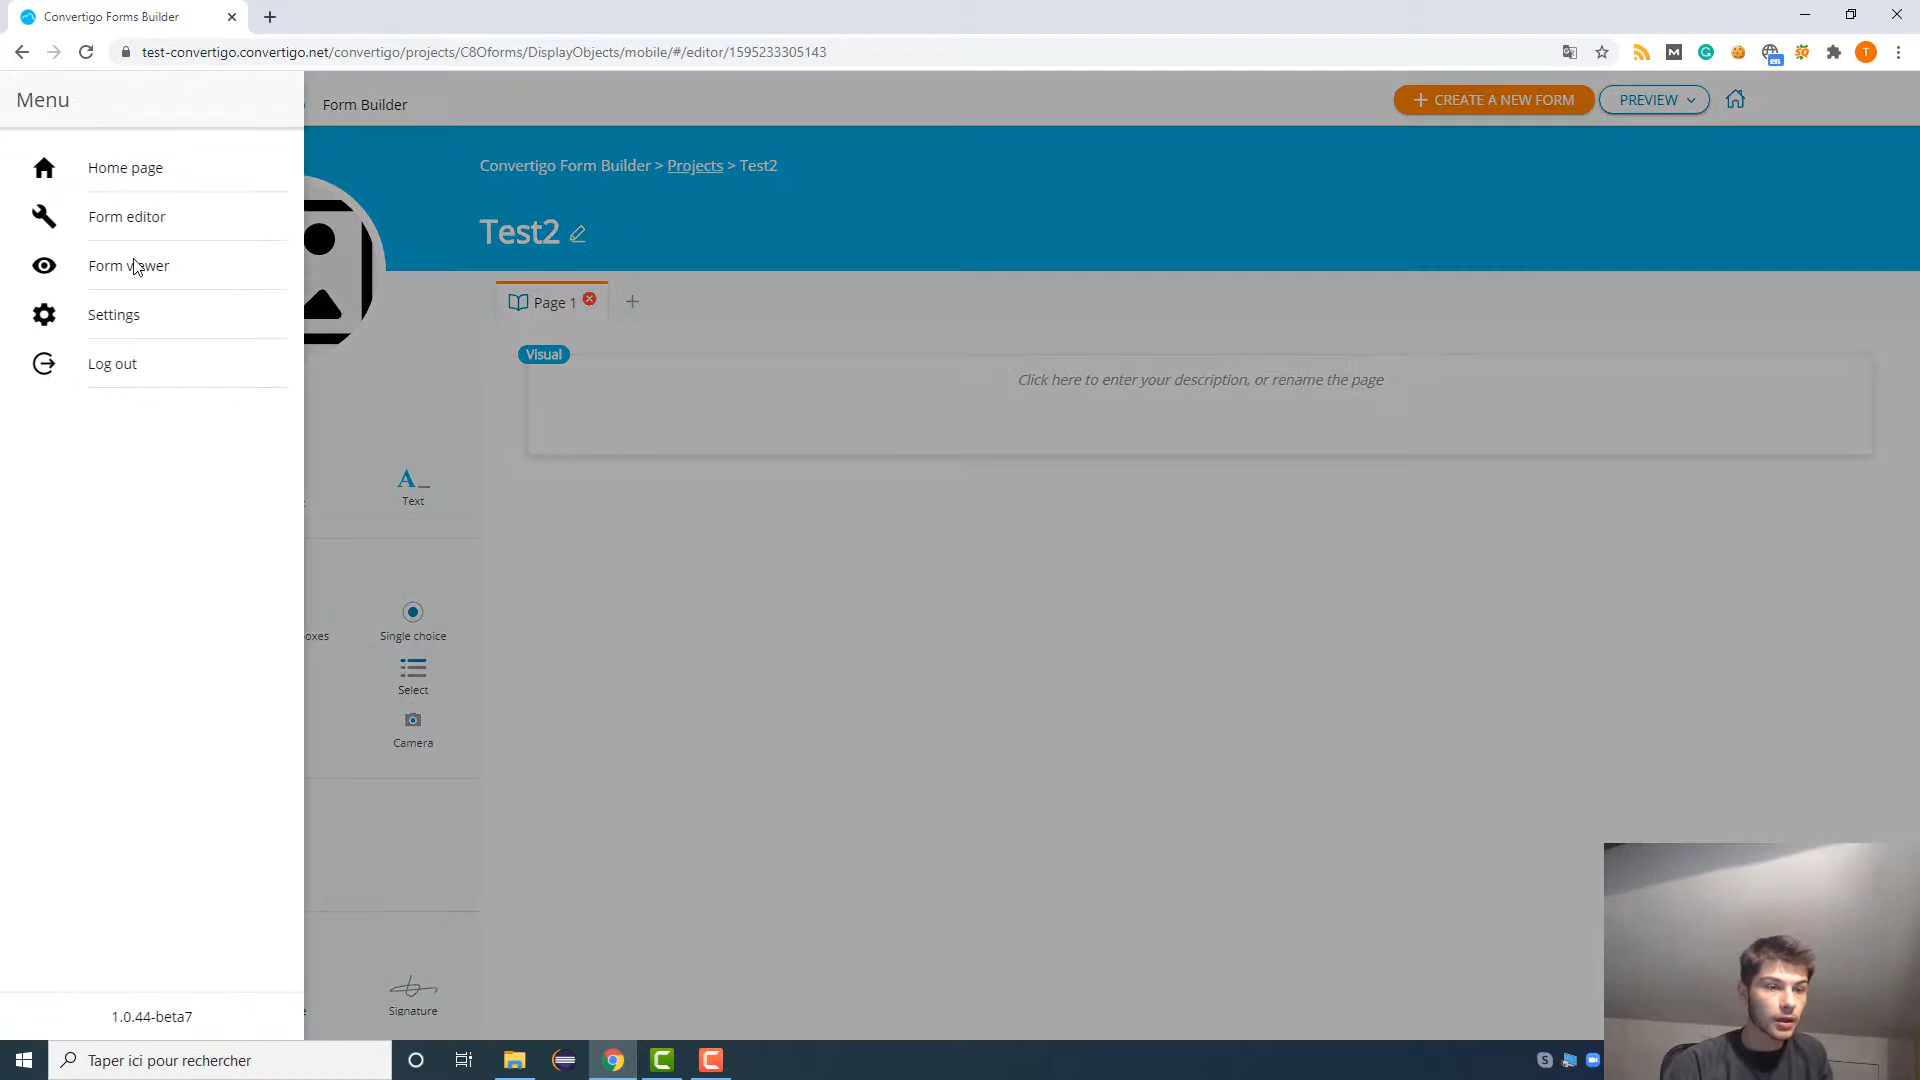 Convertigo Forms Builder
test-convertigo.convertigo.net/convertigo/projects/C8Oforms/DisplayObjects/mobile/#/editor/1595233305143
en
T
Menu
Form Builder
CREATE A NEW FORM
PREVIEW
Home page
Form editor
Form viewer
Settings
Log out
Convertigo Form Builder > Projects > Test2
Test2
Page 1
Visual
Click here to enter your description, or rename the page
Text
oxes
Single choice
Select
Camera
Signature
1.0.44-beta7
Taper ici pour rechercher